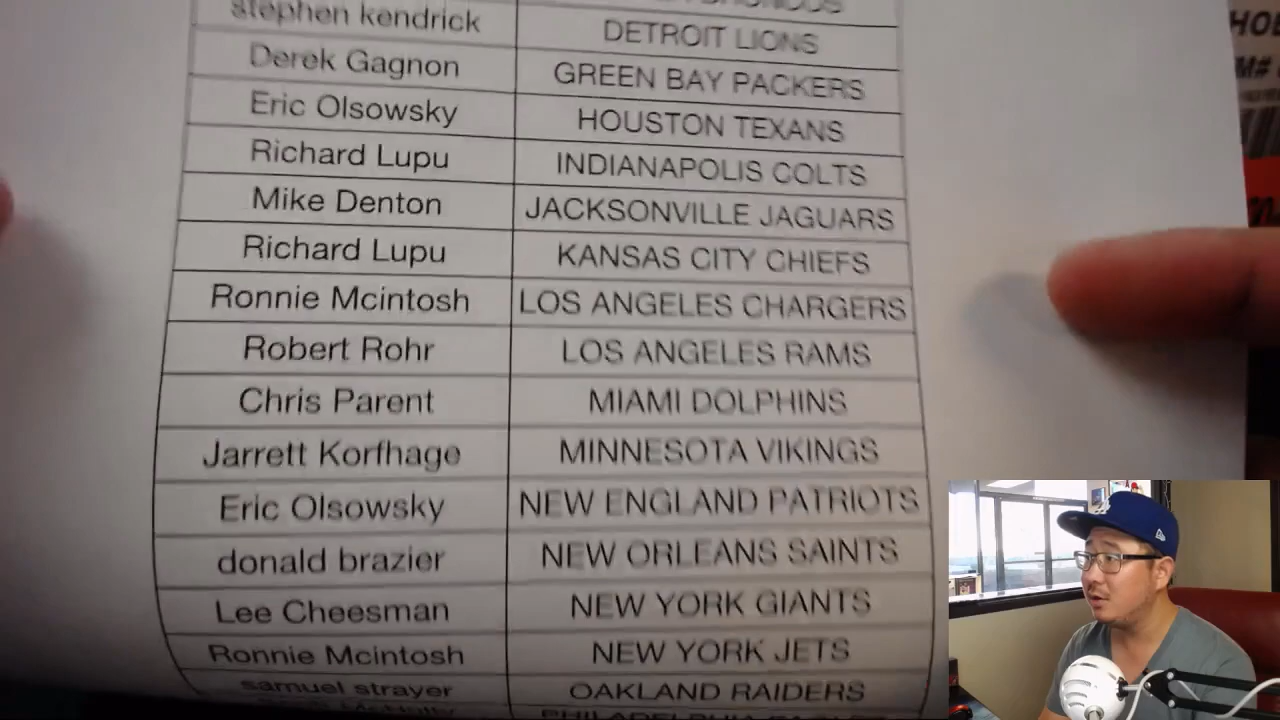 stephen kendrick DETROIT LIONS
Derek Gagnon GREEN BAY PACKERS
Eric Olsowsky HOUSTON TEXANS
Richard Lupu INDIANAPOLIS COLTS
Mike Denton JACKSONVILLE JAGUARS
Richard Lupu KANSAS CITY CHIEFS
Ronnie Mcintosh LOS ANGELES CHARGERS
Robert Rohr LOS ANGELES RAMS
Chris Parent MIAMI DOLPHINS
Jarrett Korfhage MINNESOTA VIKINGS
Eric Olsowsky NEW ENGLAND PATRIOTS
donald brazier NEW ORLEANS SAINTS
Lee Cheesman NEW YORK GIANTS
Ronnie Mcintosh NEW YORK JETS
samuel strayer OAKLAND RAIDERS